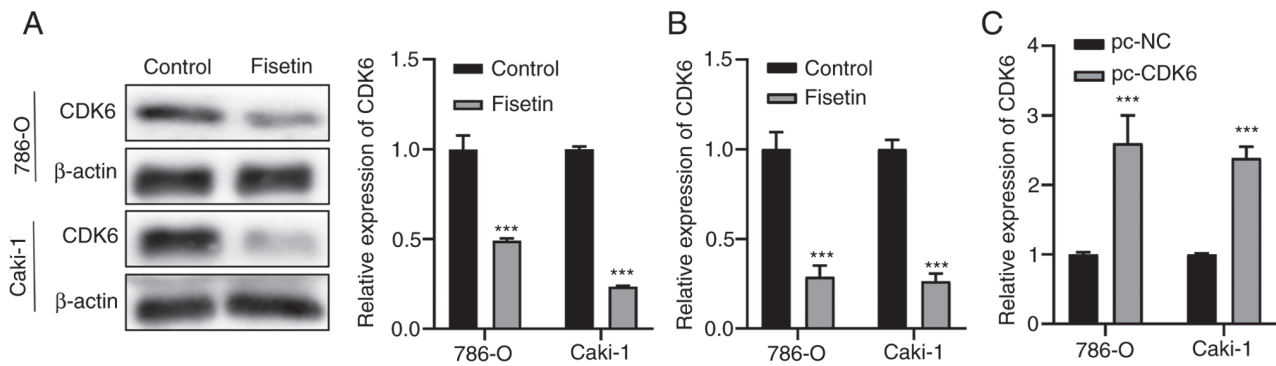 A
Control Fisetin
786-O
CDK6
β-actin
Caki-1
CDK6
β-actin
Relative expression of CDK6
1.5
1.0
0.5
0.0
Control
Fisetin
***
***
786-O Caki-1
B
Relative expression of CDK6
1.5
1.0
0.5
0.0
Control
Fisetin
***
***
786-O Caki-1
C
Relative expression of CDK6
4
3
2
1
0
pc-NC
pc-CDK6
***
***
786-O Caki-1